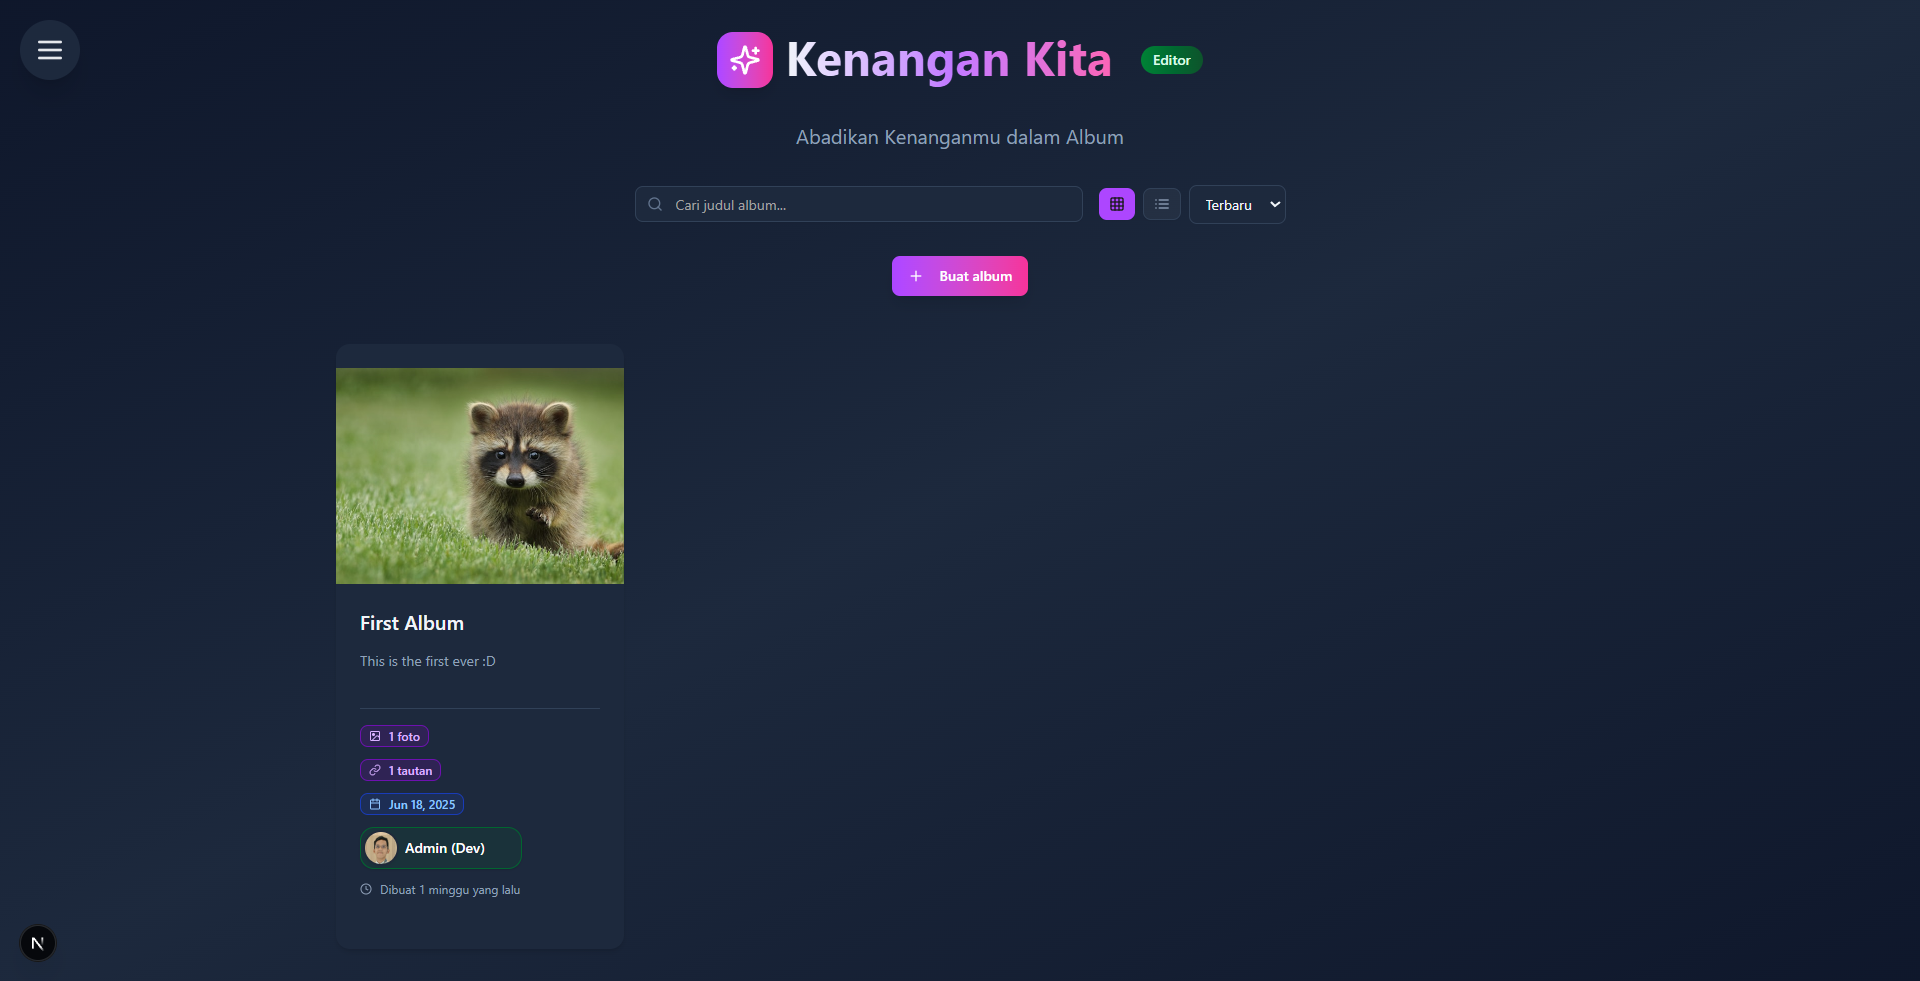 Kenangan Kita
Editor
Abadikan Kenanganmu dalam Album
Cari judul album...
Terbaru
Buat album
First Album
This is the first ever :D
1 foto
1 tautan
Jun 18, 2025
Admin (Dev)
Dibuat 1 minggu yang lalu
N